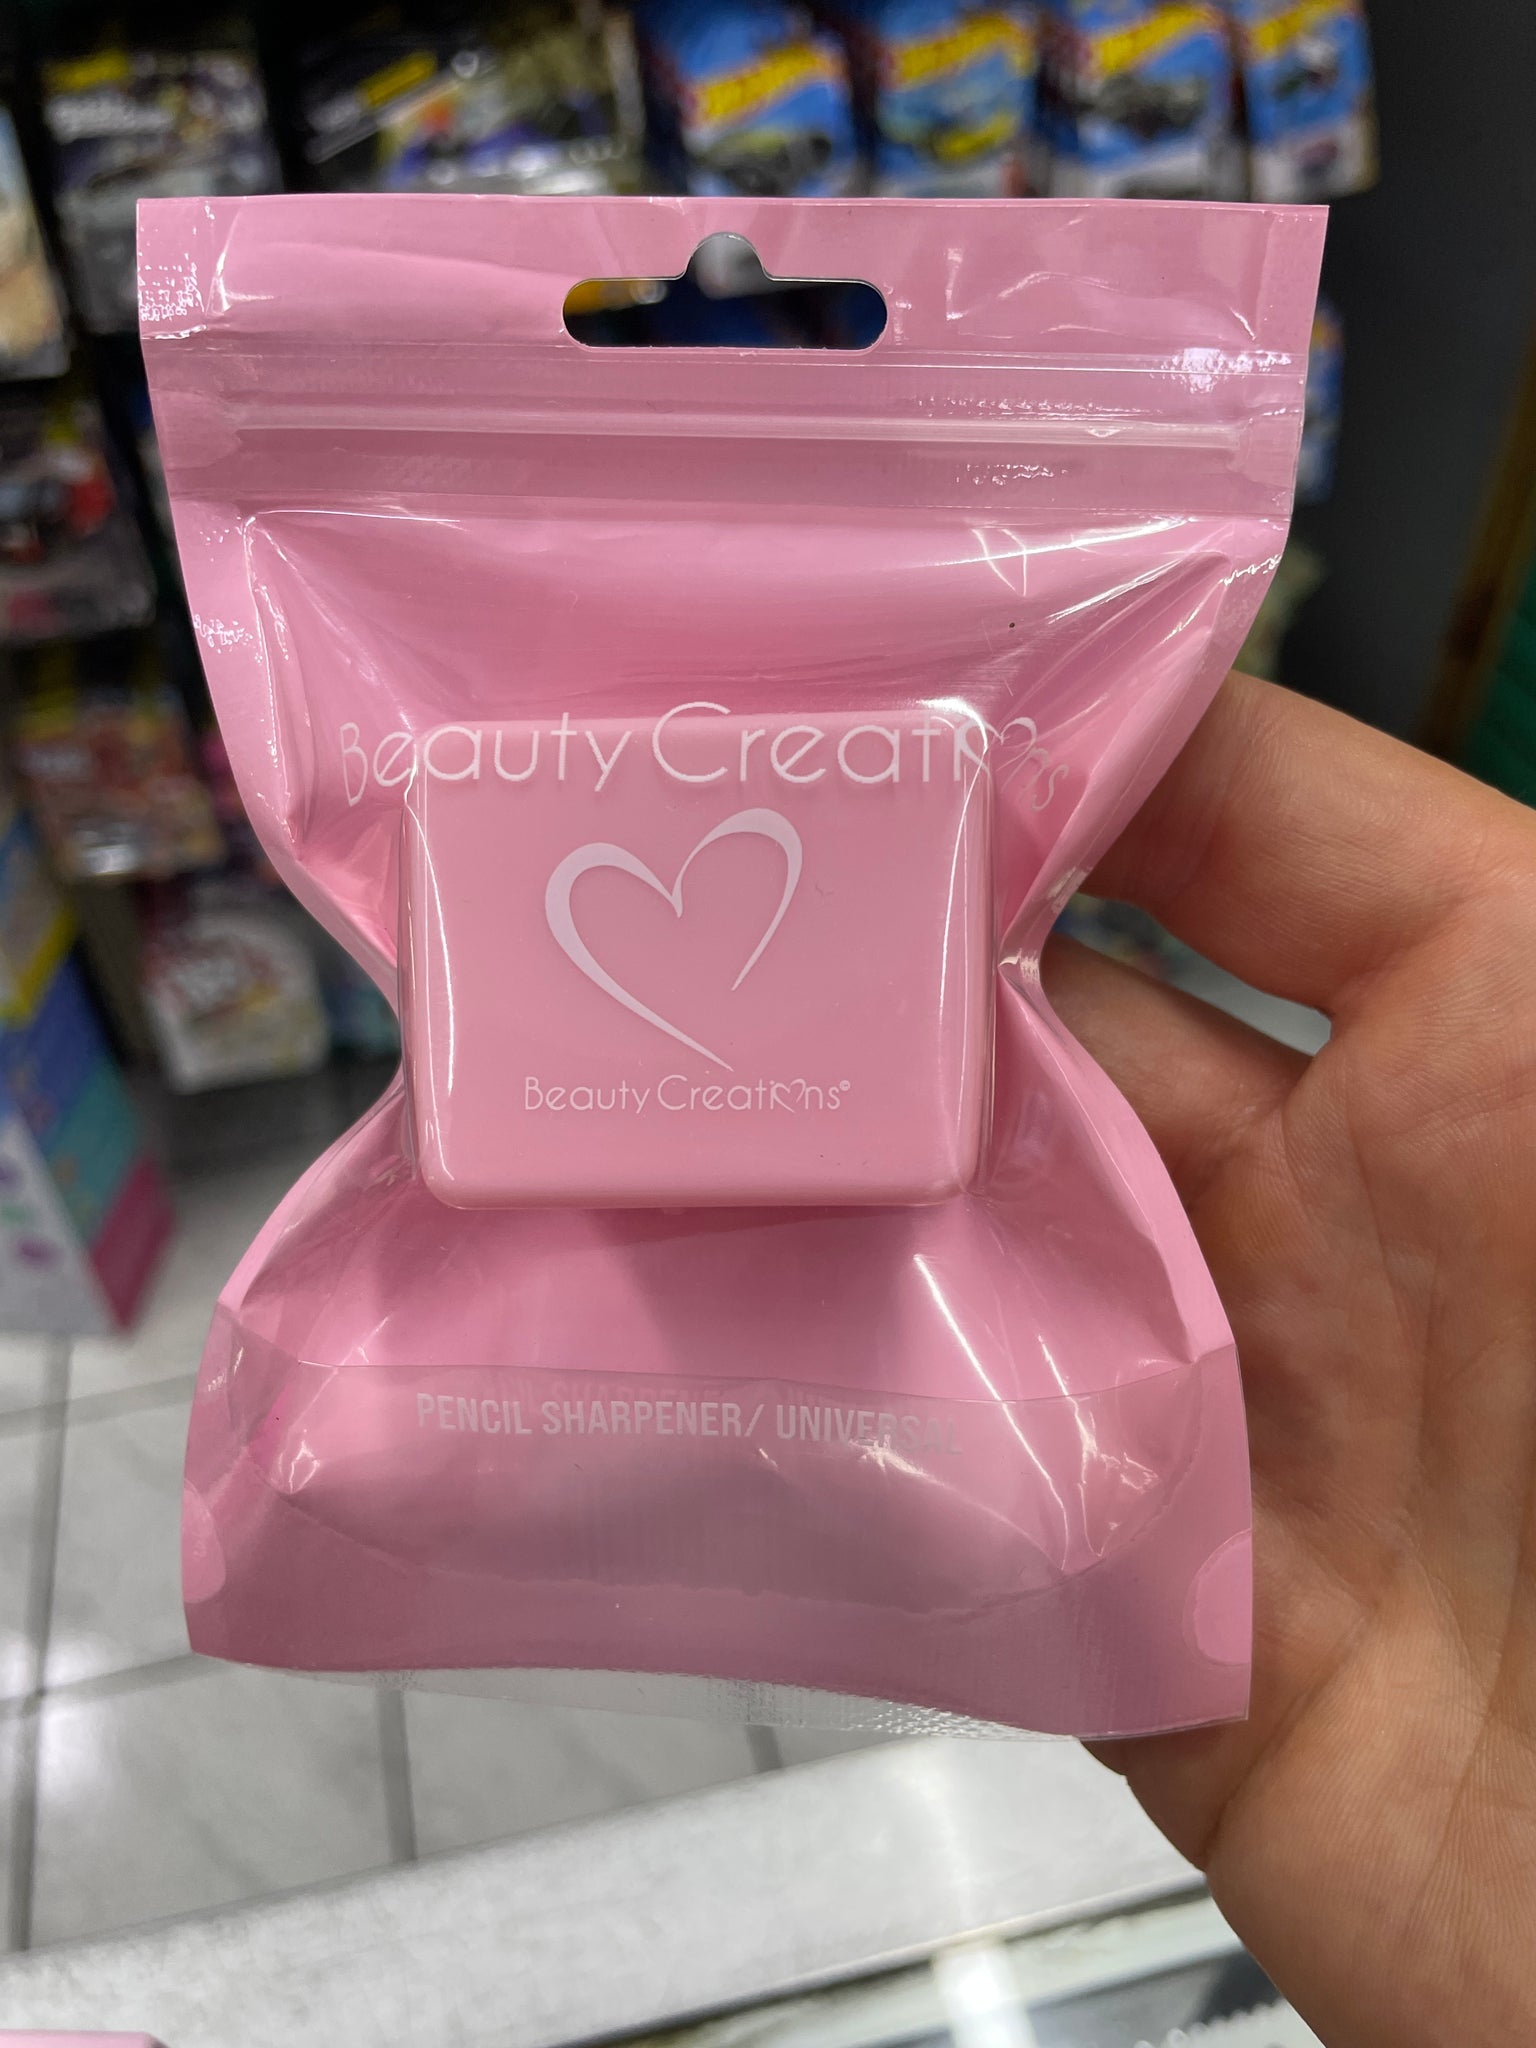 Beauty Creations
Beauty Creations©
PENCIL SHARPENER/ UNIVERSAL